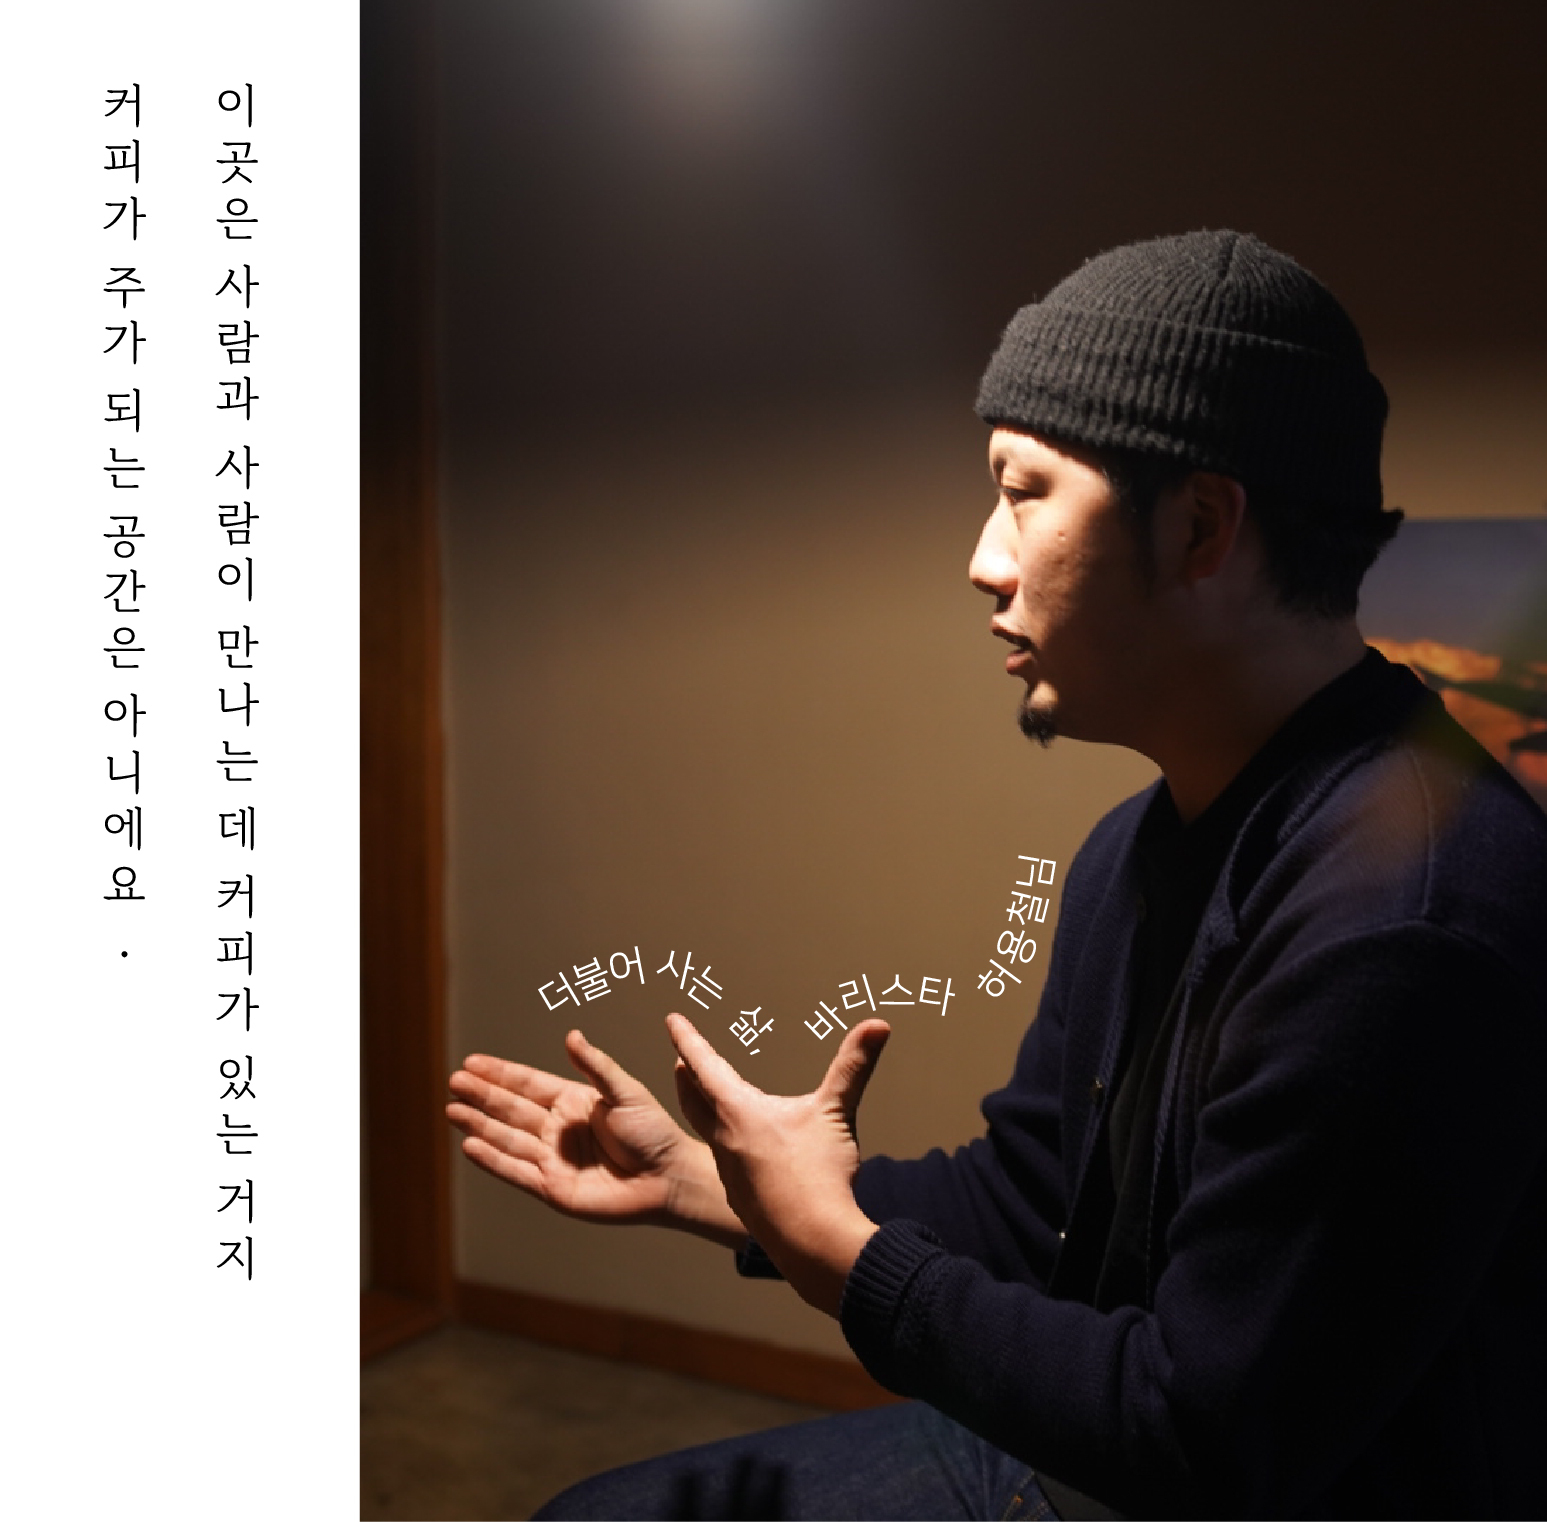 이곳은 사람과 사람이 만나는 데 커피가 있는 거지
커피가 주가 되는 공간은 아니에요.
더불어 사는 삶, 바리스타 허용철님